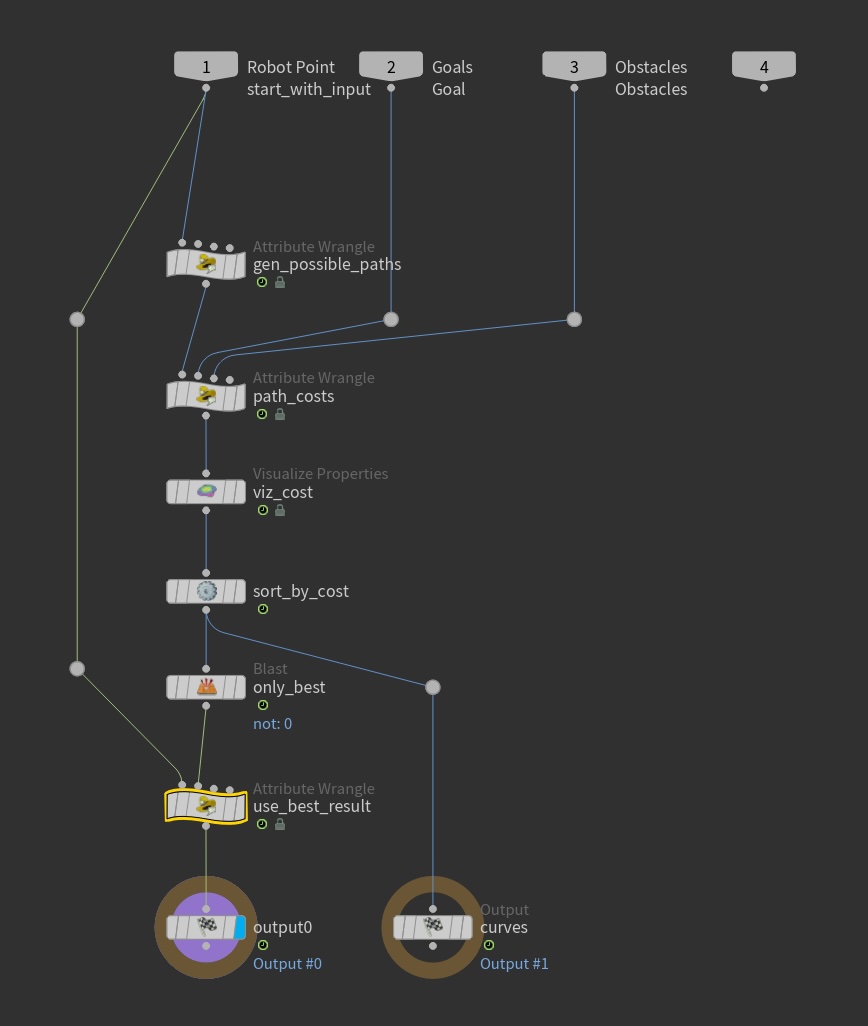 1
Robot Point
start_with_input
2
Goals
Goal
3
Obstacles
Obstacles
4
Attribute Wrangle
gen_possible_paths
Attribute Wrangle
path_costs
Visualize Properties
viz_cost
sort_by_cost
Blast
only_best
not: 0
Attribute Wrangle
use_best_result
output0
Output #0
Output
curves
Output #1